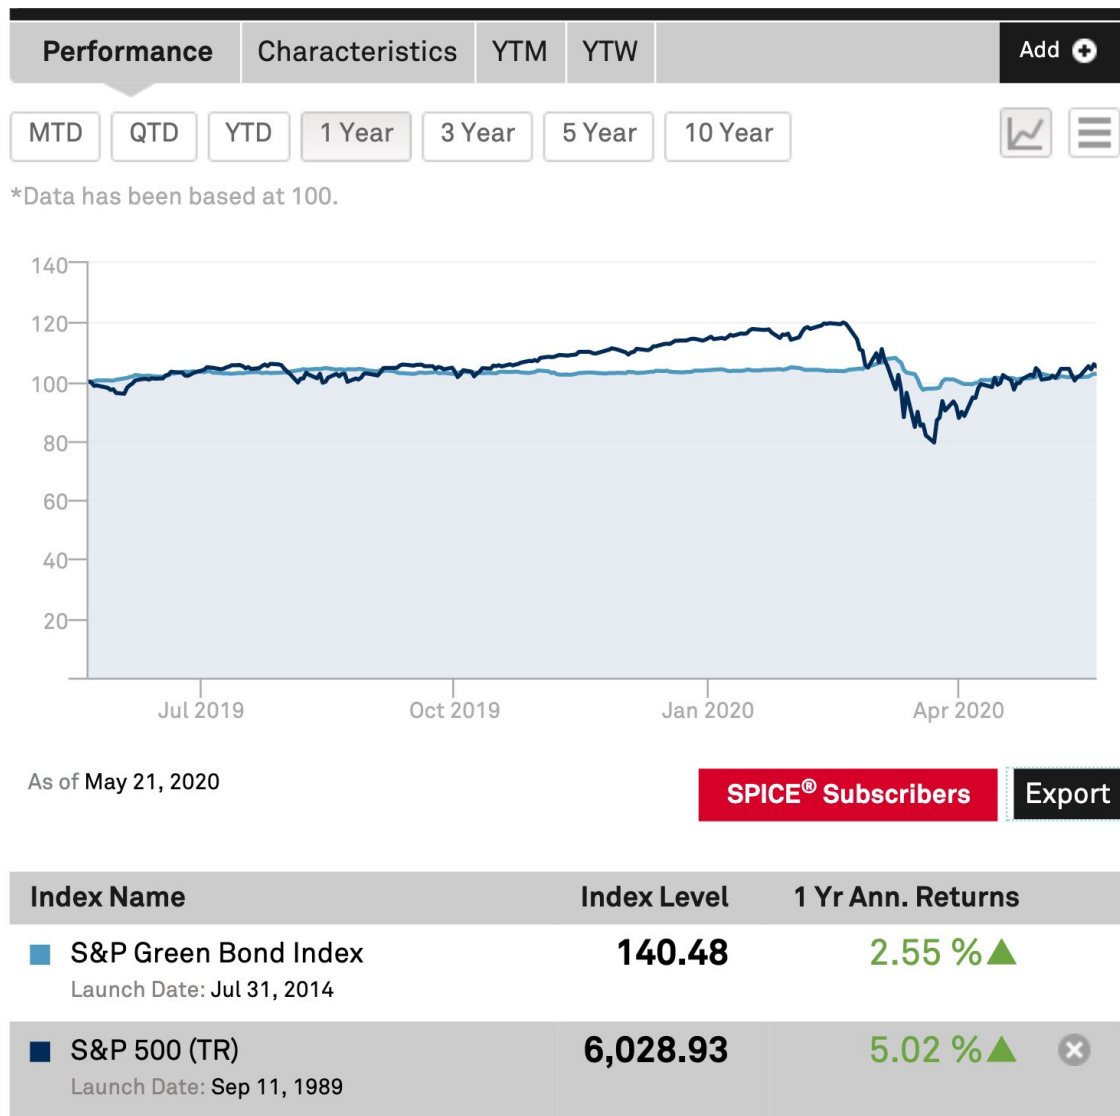 Performance Characteristics YTM YTW Add
MTD QTD YTD 1 Year 3 Year 5 Year 10 Year
*Data has been based at 100.
140
120
100
80
60
40
20
Jul 2019 Oct 2019 Jan 2020 Apr 2020
As of May 21, 2020
SPICE® Subscribers Export
Index Name Index Level 1 Yr Ann. Returns
S&P Green Bond Index 140.48 2.55 %▲
Launch Date: Jul 31, 2014
S&P 500 (TR) 6,028.93 5.02 %▲
Launch Date: Sep 11, 1989